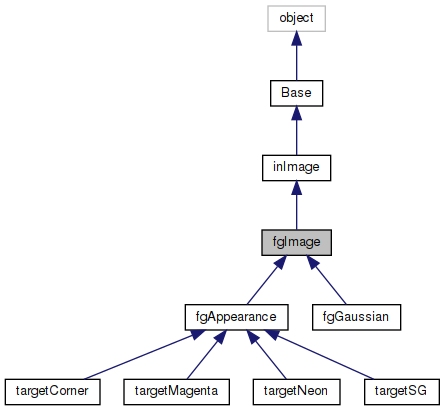 object
Base
inImage
fgImage
fgAppearance
fgGaussian
targetCorner
targetMagenta
targetNeon
targetSG